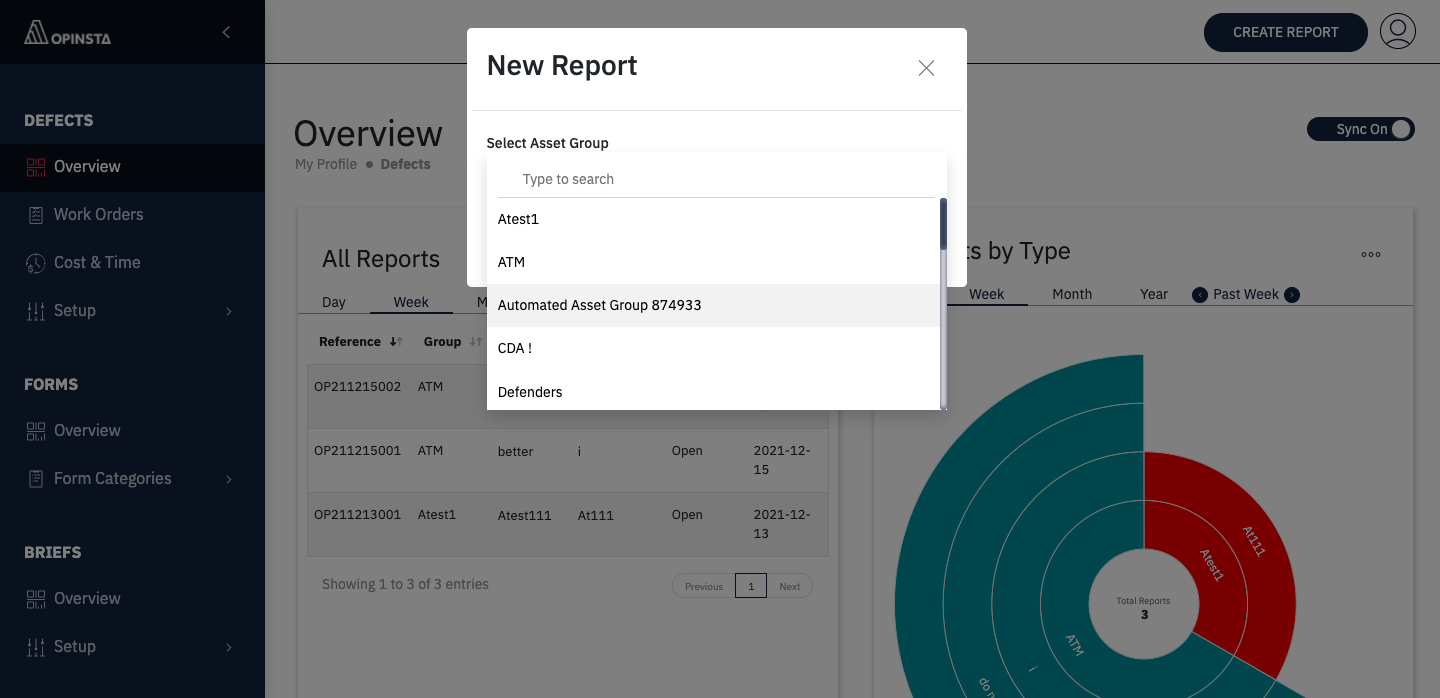 OPINSTA
CREATE REPORT
New Report
DEFECTS
Overview
Work Orders
Cost & Time
Setup
FORMS
Overview
Form Categories
BRIEFS
Overview
Setup
Overview
My Profile Defects
Sync On
Select Asset Group
Type to search
Atest1
ATM
Automated Asset Group 874933
CDA !
Defenders
All Reports
Day Week
Reference Group
OP211215002 ATM
OP211215001 ATM better i Open 2021-12-
15
OP211213001 Atest1 Atest111 At111 Open 2021-12-
13
Showing 1 to 3 of 3 entries
Previous 1 Next
by Type
Week Month Year Past Week
At111
Atest1
Total Reports
3
ATM
i